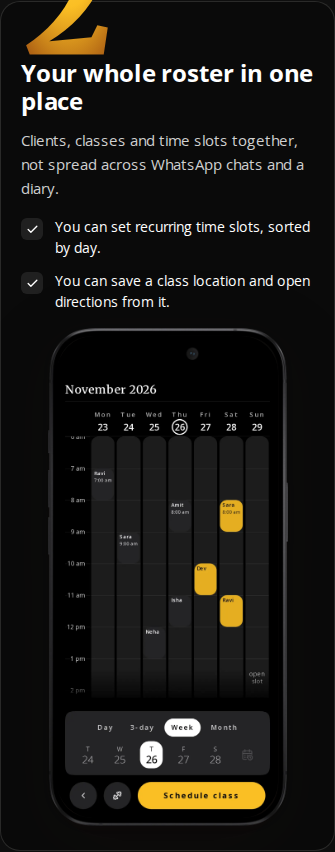 2
Your whole roster in one
place
Clients, classes and time slots together,
not spread across WhatsApp chats and a
diary.
You can set recurring time slots, sorted
by day.
You can save a class location and open
directions from it.
November 2026
Mon Tue Wed Thu Fri Sat Sun
23 24 25 26 27 28 29
6 am
7 am
Ravi
7:00 am
8 am
Amit
8:00 am
Sara
8:00 am
9 am
Sara
9:00 am
10 am
Dev
11 am
Isha
Ravi
12 pm
Neha
1 pm
open
slot
2 pm
Day 3-day Week Month
T W T F S
24 25 26 27 28
Schedule class